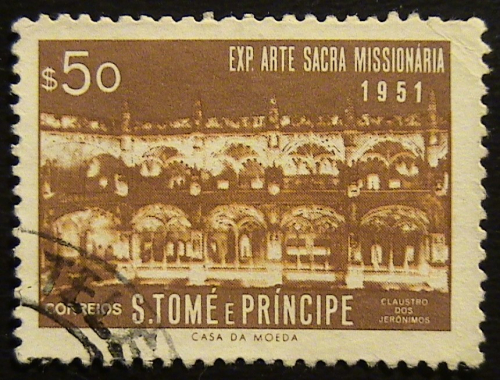 $50
EXP. ARTE SACRA MISSIONÁRIA
1951
CORREIOS
S. TOMÉ E PRÍNCIPE
CLAUSTRO
DOS
JERÓNIMOS
CASA DA MOEDA